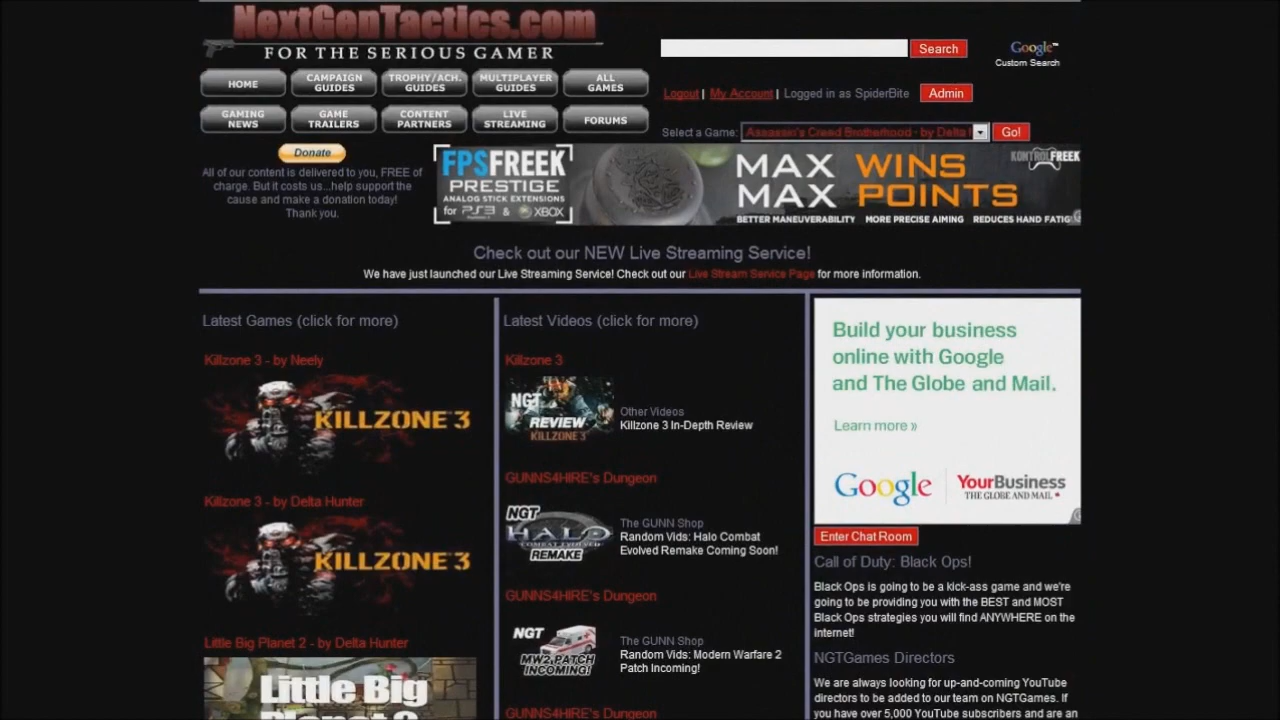 NextGenTactics.com
FOR THE SERIOUS GAMER
Search
Google™
Custom Search
HOME
CAMPAIGN GUIDES
TROPHY/ACH. GUIDES
MULTIPLAYER GUIDES
ALL GAMES
Logout | My Account | Logged in as SpiderBite
Admin
GAMING NEWS
GAME TRAILERS
CONTENT PARTNERS
LIVE STREAMING
FORUMS
Select a Game:
Assassin's Creed Brotherhood - by Delta
Go!
Donate
All of our content is delivered to you, FREE of
charge. But it costs us...help support the
cause and make a donation today!
Thank you.
FPSFREEK
PRESTIGE
ANALOG STICK EXTENSIONS
for PS3 & XBOX
MAX WINS
MAX POINTS
KONTROLFREEK
BETTER MANEUVERABILITY MORE PRECISE AIMING REDUCES HAND FATIG
Check out our NEW Live Streaming Service!
We have just launched our Live Streaming Service! Check out our Live Stream Service Page for more information.
Latest Games (click for more)
Killzone 3 - by Neely
KILLZONE 3
Killzone 3 - by Delta Hunter
KILLZONE 3
Little Big Planet 2 - by Delta Hunter
Little Big
Planet 2
Latest Videos (click for more)
Killzone 3
NGT
REVIEW
KILLZONE 3
Other Videos
Killzone 3 In-Depth Review
GUNNS4HIRE's Dungeon
NGT
HALO
COMBAT EVOLVED
REMAKE
The GUNN Shop
Random Vids: Halo Combat
Evolved Remake Coming Soon!
GUNNS4HIRE's Dungeon
NGT
MW2 PATCH
INCOMING!
The GUNN Shop
Random Vids: Modern Warfare 2
Patch Incoming!
GUNNS4HIRE's Dungeon
Build your business
online with Google
and The Globe and Mail.
Learn more »
Google
YourBusiness
THE GLOBE AND MAIL
Enter Chat Room
Call of Duty: Black Ops!
Black Ops is going to be a kick-ass game and we're
going to be providing you with the BEST and MOST
Black Ops strategies you will find ANYWHERE on the
internet!
NGTGames Directors
We are always looking for up-and-coming YouTube
directors to be added to our team on NGTGames. If
you have over 5,000 YouTube subscribers and are an